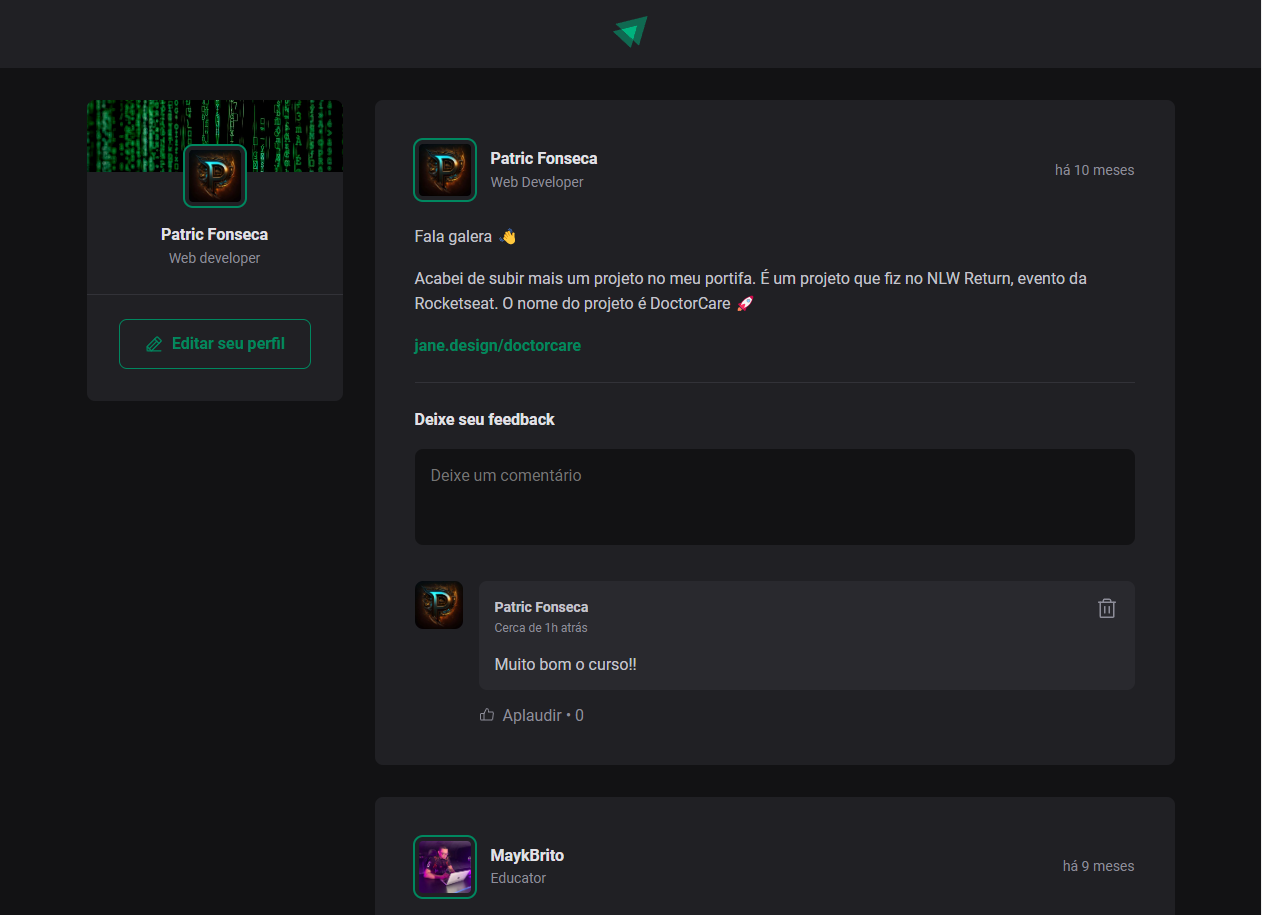 Patric Fonseca
Web developer
Editar seu perfil
Patric Fonseca
Web Developer
há 10 meses
Fala galera 👋
Acabei de subir mais um projeto no meu portifa. É um projeto que fiz no NLW Return, evento da
Rocketseat. O nome do projeto é DoctorCare 🚀
jane.design/doctorcare
Deixe seu feedback
Deixe um comentário
Patric Fonseca
Cerca de 1h atrás
Muito bom o curso!!
Aplaudir • 0
MaykBrito
Educator
há 9 meses